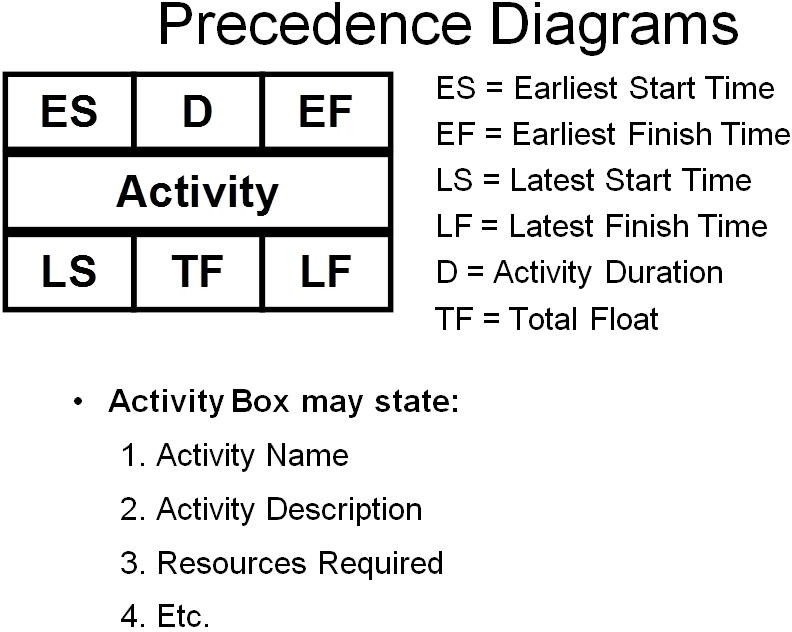 Precedence Diagrams
ES D EF
Activity
LS TF LF
ES = Earliest Start Time
EF = Earliest Finish Time
LS = Latest Start Time
LF = Latest Finish Time
D = Activity Duration
TF = Total Float
• Activity Box may state:
1. Activity Name
2. Activity Description
3. Resources Required
4. Etc.